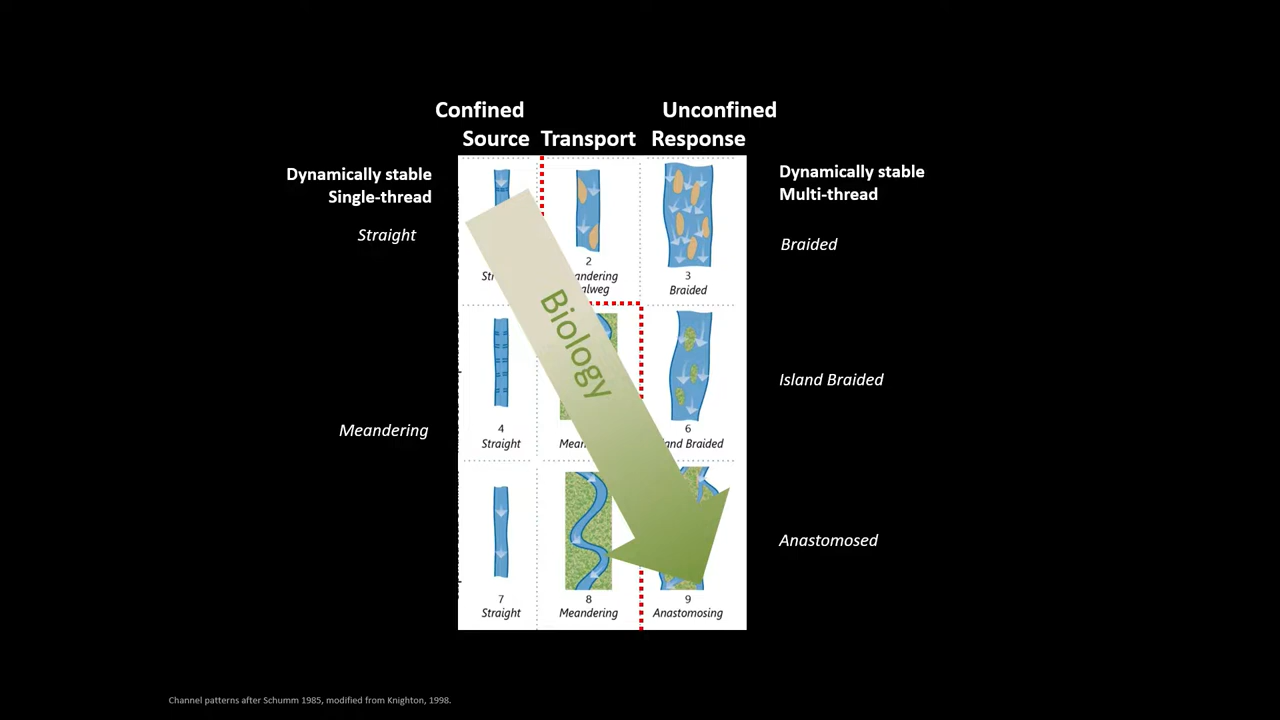 Confined Unconfined
Source Transport Response
Dynamically stable
Single-thread
Straight
Meandering
Dynamically stable
Multi-thread
Braided
Island Braided
Anastomosed
2
3
Braided
Biology
4
Straight
6
Braided
7
Straight
8
Meandering
9
Anastomosing
Channel patterns after Schumm 1985, modified from Knighton, 1998.